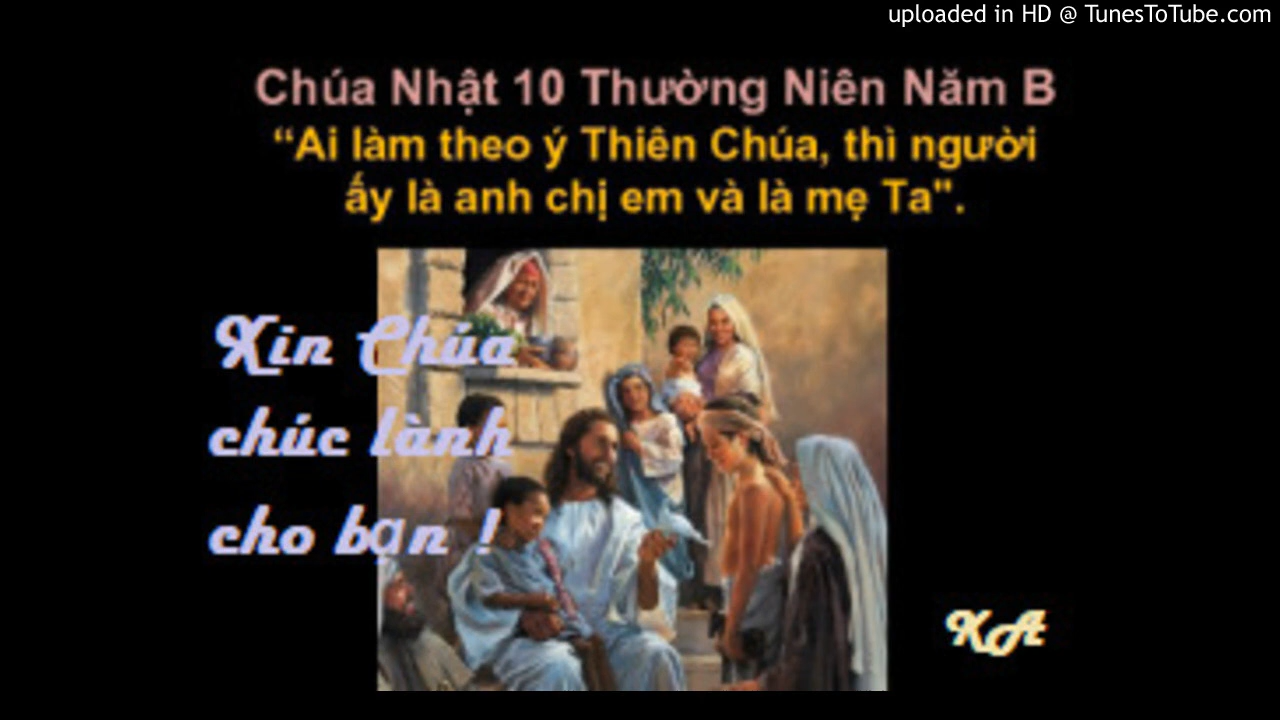 uploaded in HD @ TunesToTube.com
Chúa Nhật 10 Thường Niên Năm B
“Ai làm theo ý Thiên Chúa, thì người
ấy là anh chị em và là mẹ Ta".
Xin Chúa
chúc lành
cho bạn !
XA